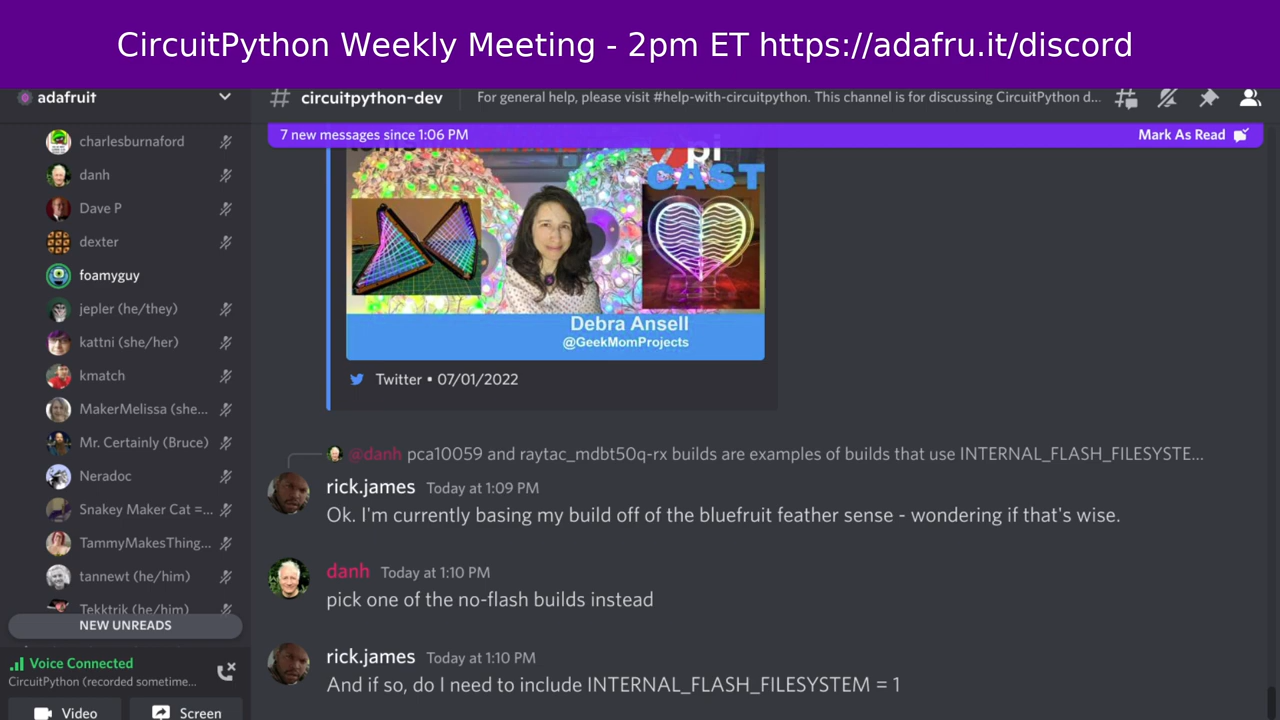 CircuitPython Weekly Meeting - 2pm ET https://adafru.it/discord
adafruit
# circuitpython-dev
For general help, please visit #help-with-circuitpython. This channel is for discussing CircuitPython d...
7 new messages since 1:06 PM
Mark As Read
charlesburnaford
danh
Dave P
dexter
foamyguy
jepler (he/they)
kattni (she/her)
kmatch
MakerMelissa (she...
Mr. Certainly (Bruce)
Neradoc
Snakey Maker Cat =...
TammyMakesThing...
tannewt (he/him)
Tekktrik (he/him)
NEW UNREADS
Voice Connected
CircuitPython (recorded sometime...
Video
Screen
pi
CAST
Debra Ansell
@GeekMomProjects
Twitter • 07/01/2022
@danh pca10059 and raytac_mdbt50q-rx builds are examples of builds that use INTERNAL_FLASH_FILESYSTE...
rick.james Today at 1:09 PM
Ok. I'm currently basing my build off of the bluefruit feather sense - wondering if that's wise.
danh Today at 1:10 PM
pick one of the no-flash builds instead
rick.james Today at 1:10 PM
And if so, do I need to include INTERNAL_FLASH_FILESYSTEM = 1